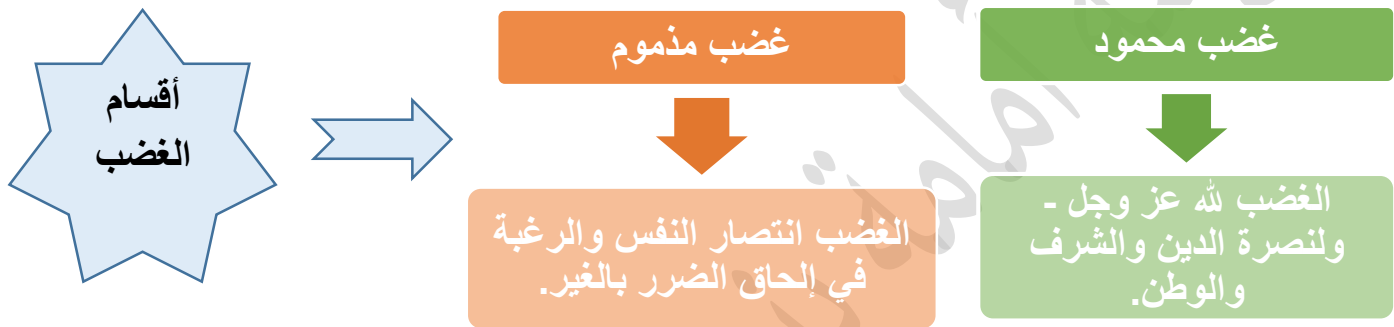 غضب محمود
غضب مذموم
أقسام
الغضب
الغضب لله عز وجل -
ولنصرة الدين والشرف
والوطن.
الغضب انتصار النفس والرغبة
في إلحاق الضرر بالغير.